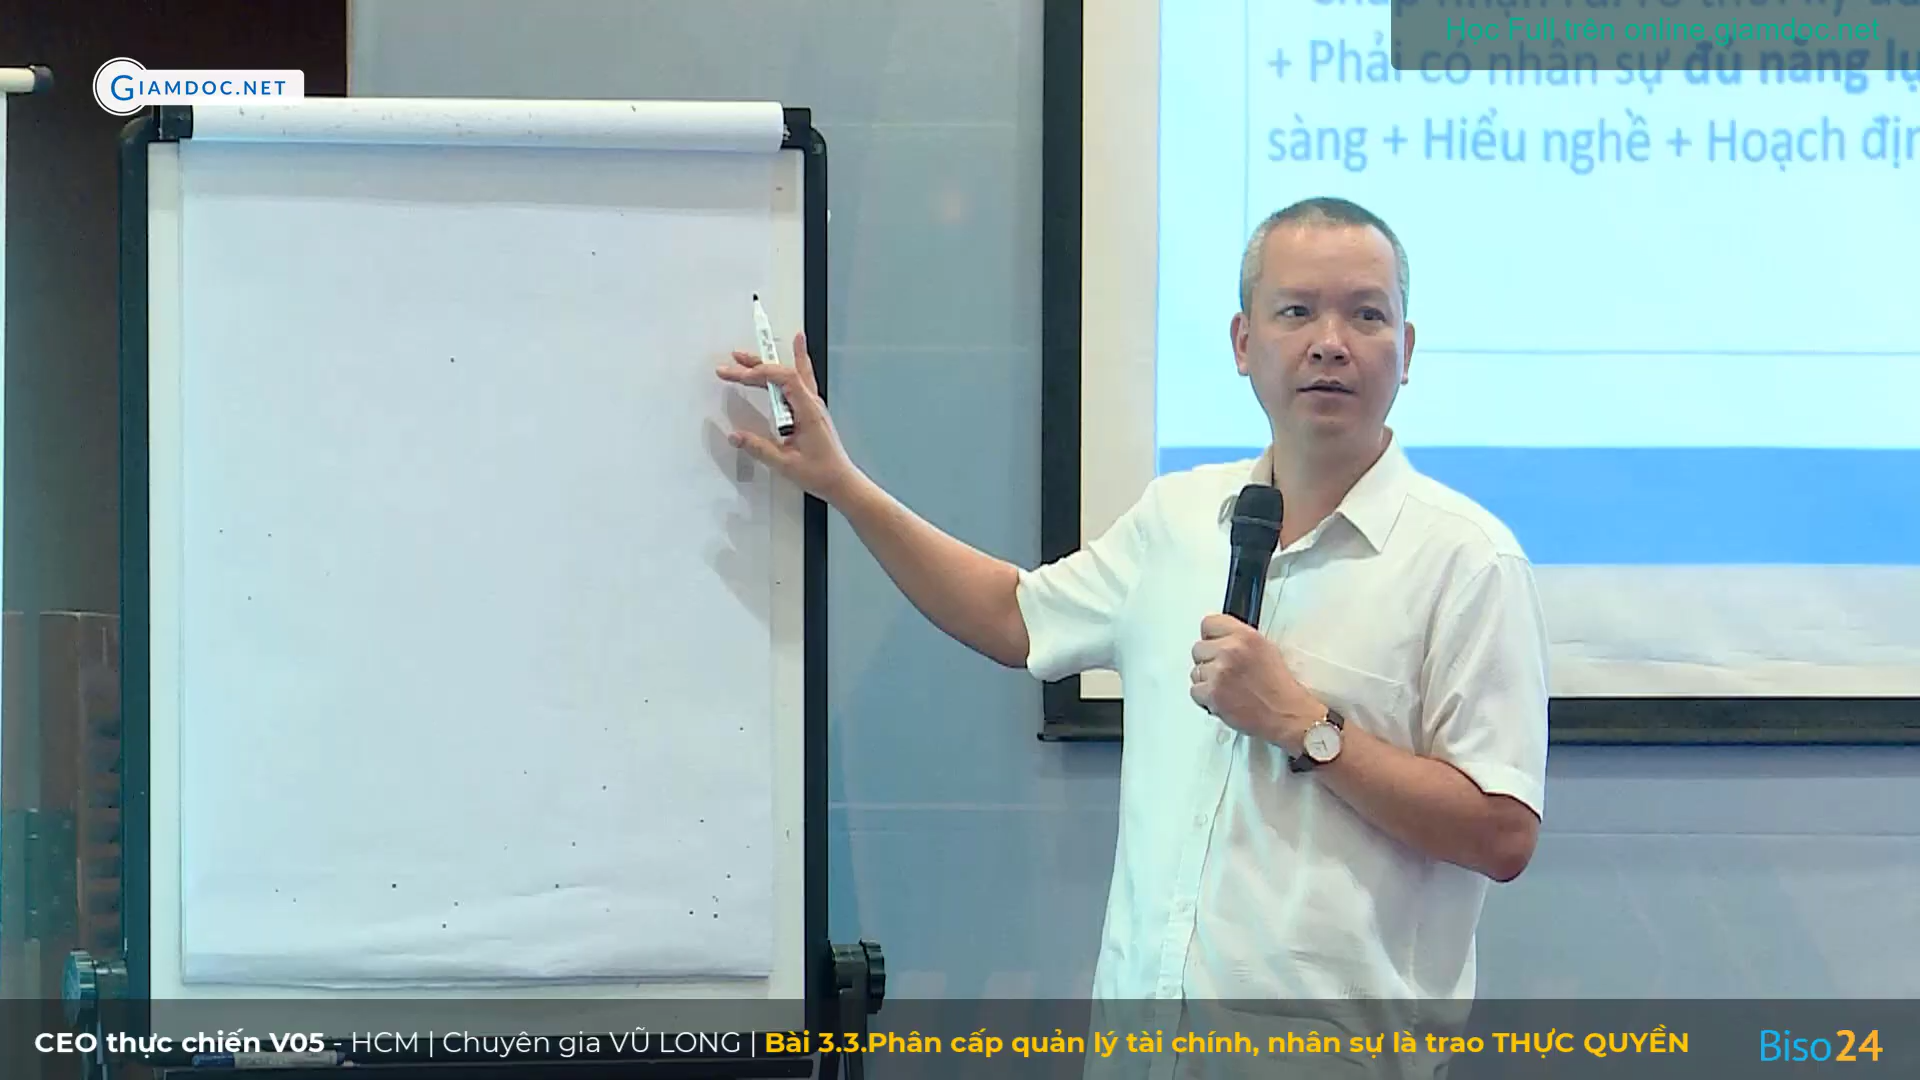 Học Full trên online.giamdoc.net
GIAMDOC.NET
+ Phải có nhân sự đủ năng
sàng + Hiểu nghề + Hoạch
CEO thực chiến V05 - HCM | Chuyên gia VŨ LONG | Bài 3.3.Phân cấp quản lý tài chính, nhân sự là trao THỰC QUYỀN
Biso24